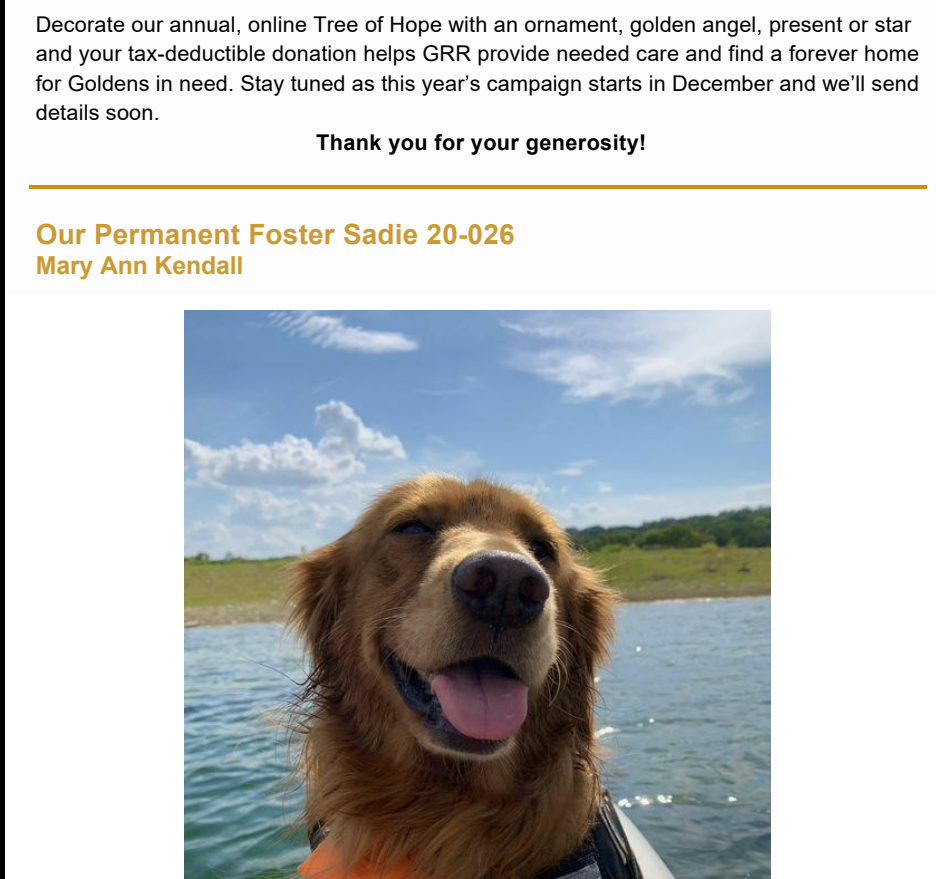 Decorate our annual, online Tree of Hope with an ornament, golden angel, present or star
and your tax-deductible donation helps GRR provide needed care and find a forever home
for Goldens in need. Stay tuned as this year’s campaign starts in December and we’ll send
details soon.
Thank you for your generosity!
Our Permanent Foster Sadie 20-026
Mary Ann Kendall